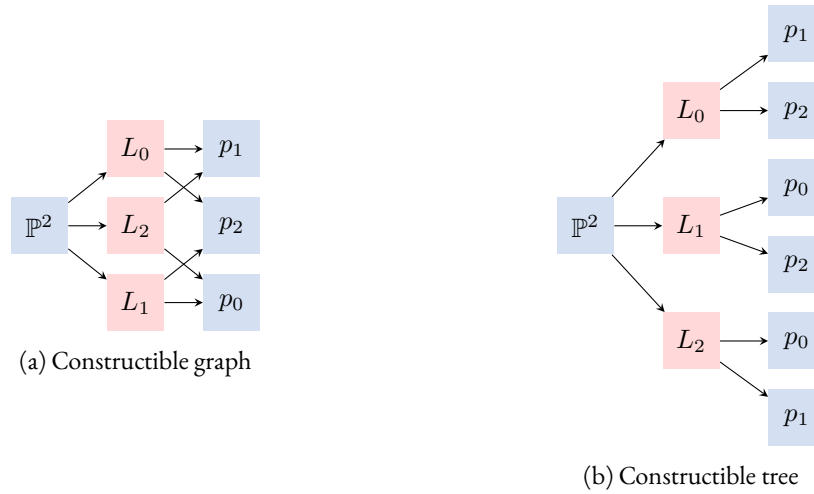 p₁
L₀
p₂
L₀
p₁
p₀
ℙ²
L₂
p₂
ℙ²
L₁
p₂
L₁
p₀
p₀
(a) Constructible graph
L₂
p₁
(b) Constructible tree